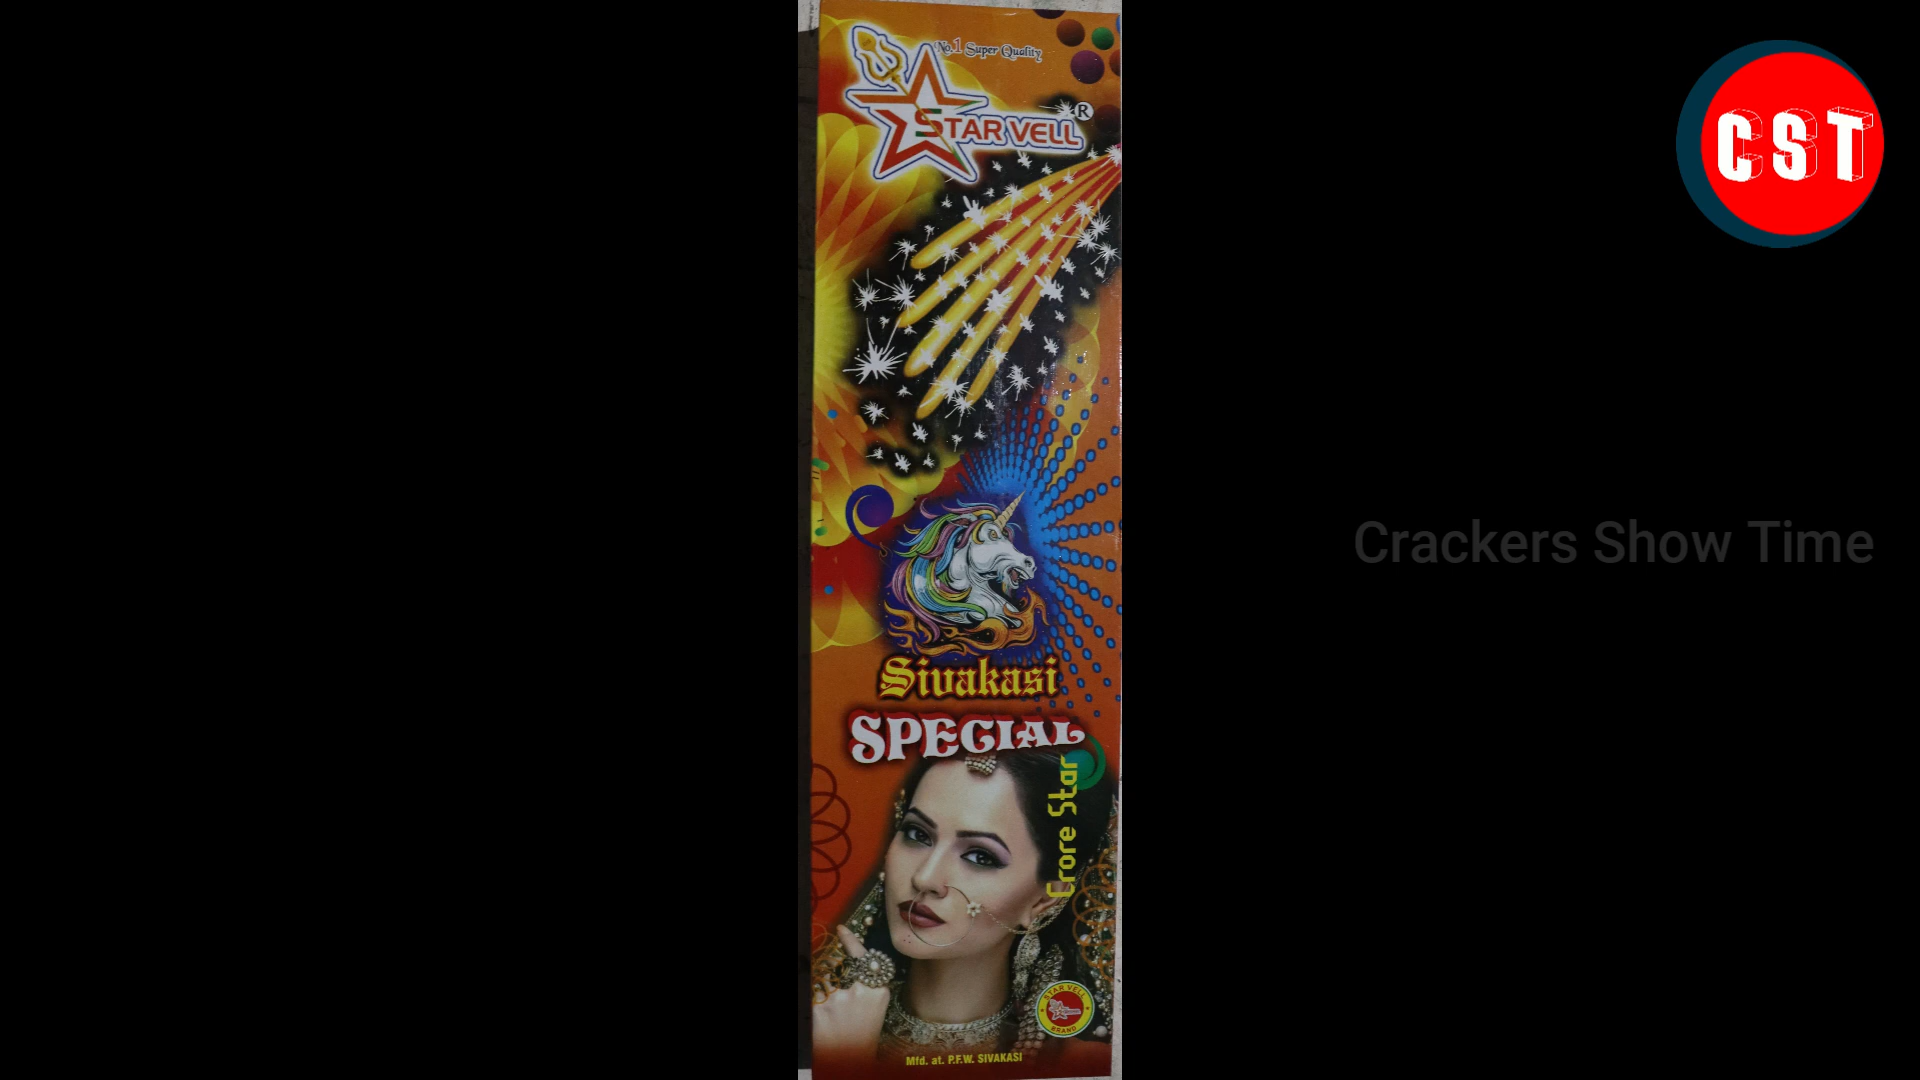 No.1 Super Quality
STAR VELL®
CST
Crackers Show Time
Sivakasi
SPECIAL
Crore Star
STAR VELL
BRAND
Mfd. at. P.F.W. SIVAKASI